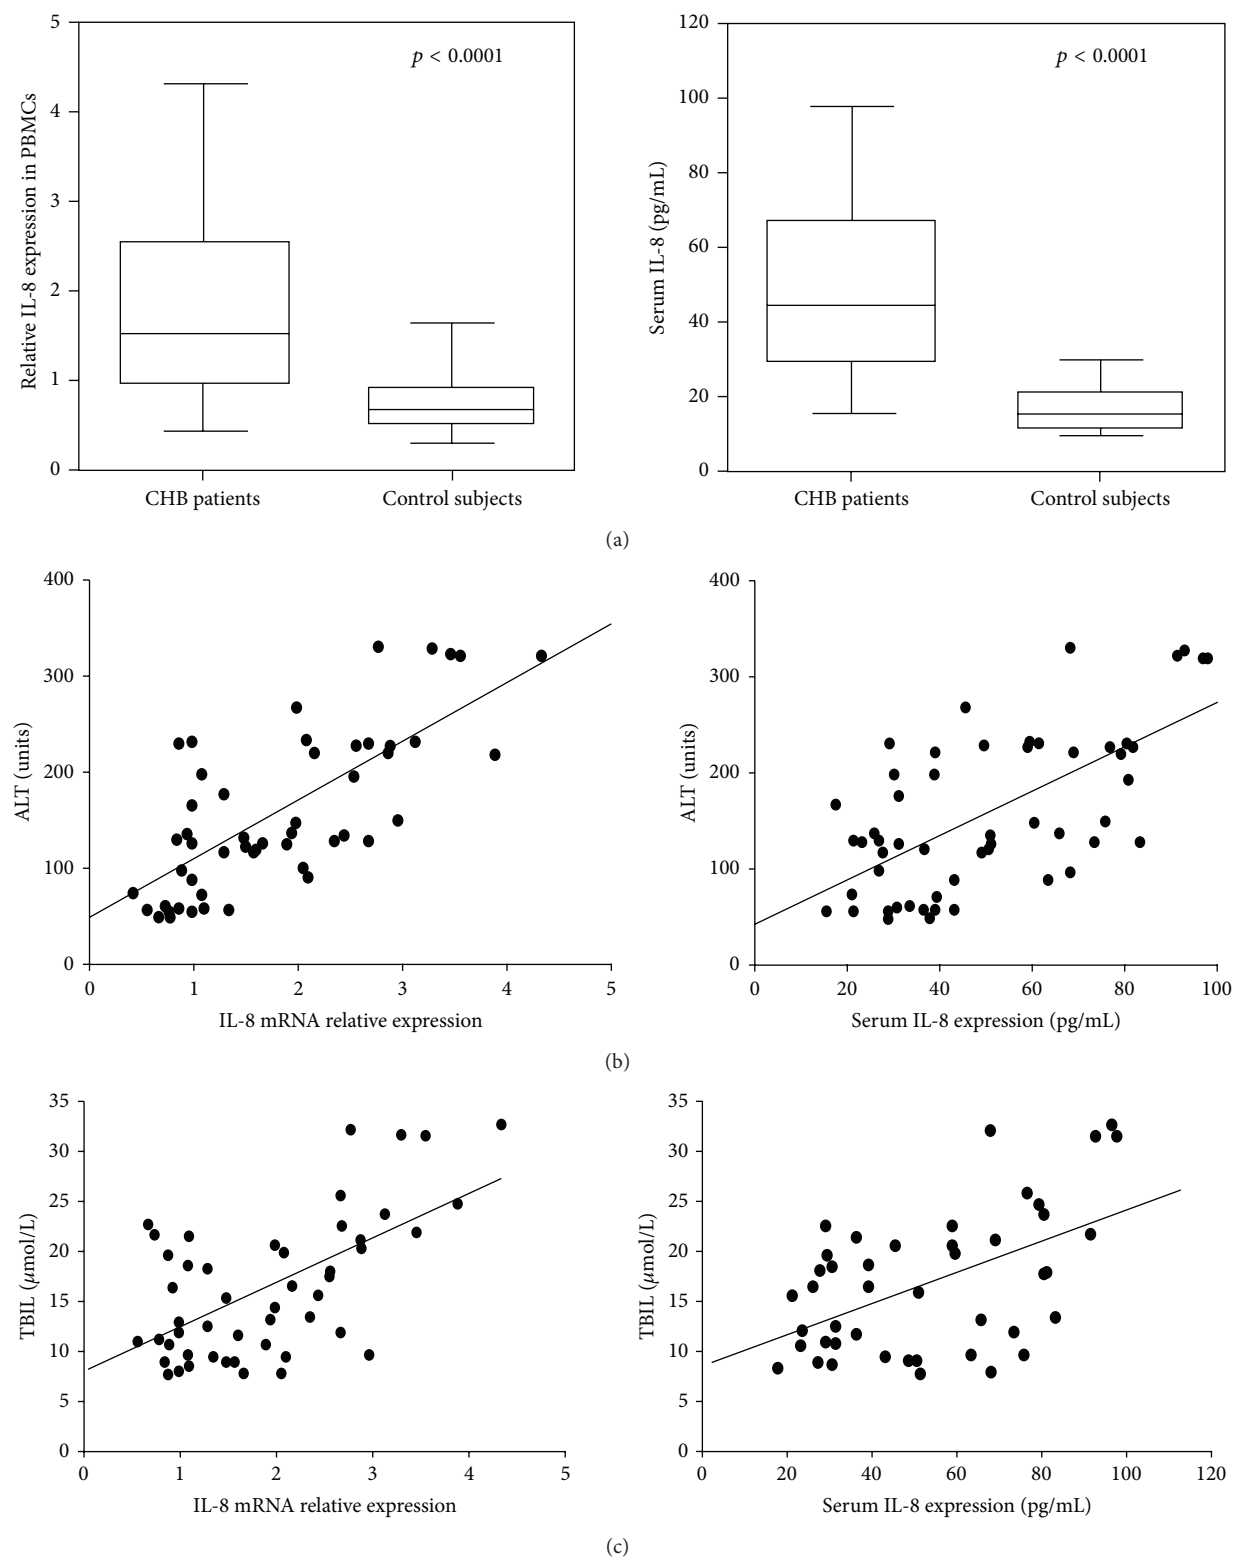 5
4
3
2
1
0
Relative IL-8 expression in PBMCs
p < 0.0001
CHB patients
Control subjects
120
100
80
60
40
20
0
Serum IL-8 (pg/mL)
p < 0.0001
CHB patients
Control subjects
(a)
400
300
200
100
0
ALT (units)
0 1 2 3 4 5
IL-8 mRNA relative expression
400
300
200
100
0
ALT (units)
0 20 40 60 80 100
Serum IL-8 expression (pg/mL)
(b)
35
30
25
20
15
10
5
0
TBIL (μmol/L)
0 1 2 3 4 5
IL-8 mRNA relative expression
35
30
25
20
15
10
5
0
TBIL (μmol/L)
0 20 40 60 80 100 120
Serum IL-8 expression (pg/mL)
(c)